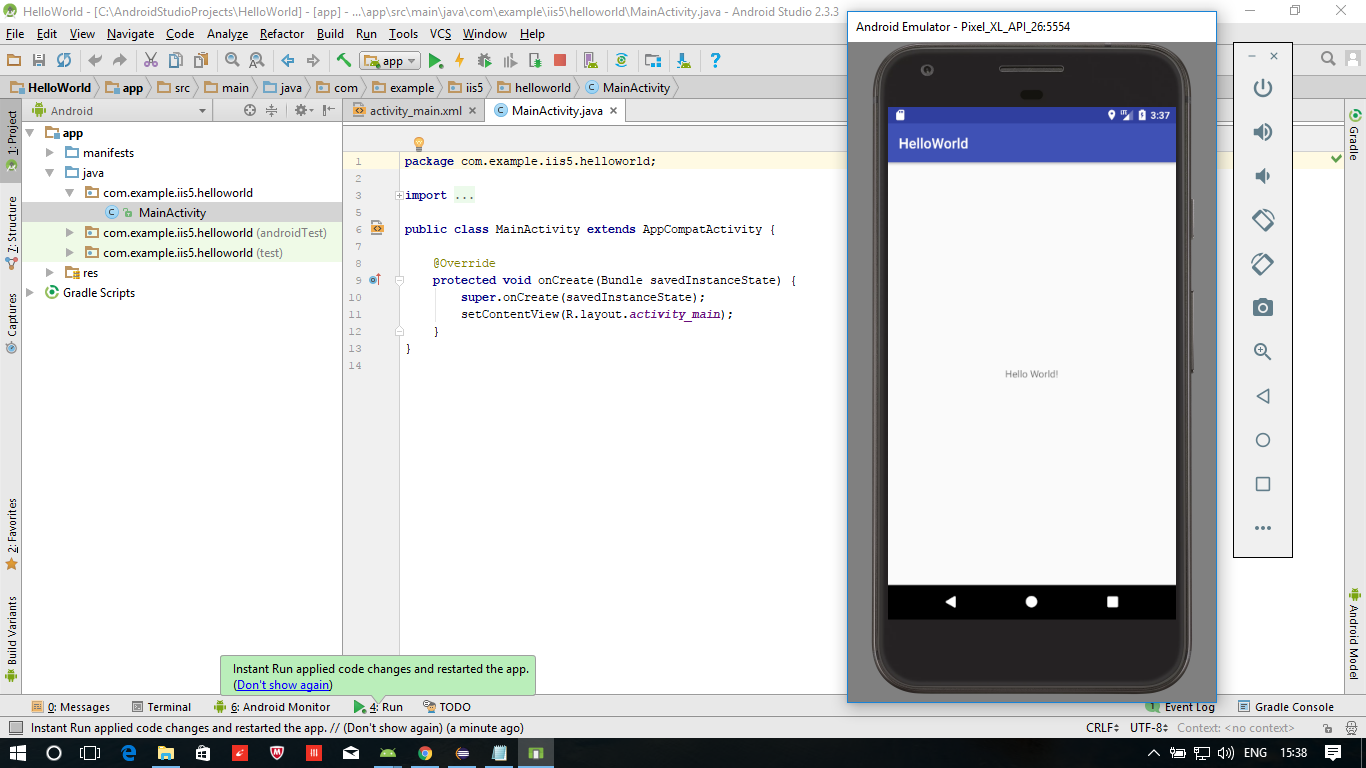 HelloWorld - [C:\AndroidStudioProjects\HelloWorld] - [app] - ...\app\src\main\java\com\example\iis5\helloworld\MainActivity.java - Android Studio 2.3.3
File Edit View Navigate Code Analyze Refactor Build Run Tools VCS Window Help
app
HelloWorld app src main java com example iis5 helloworld MainActivity
Android
activity_main.xml MainActivity.java
1: Project
7: Structure
Captures
2: Favorites
Build Variants
app
manifests
java
com.example.iis5.helloworld
MainActivity
com.example.iis5.helloworld (androidTest)
com.example.iis5.helloworld (test)
res
Gradle Scripts
1 package com.example.iis5.helloworld;
2
3 import ...
5
6 public class MainActivity extends AppCompatActivity {
7
8 @Override
9 protected void onCreate(Bundle savedInstanceState) {
10 super.onCreate(savedInstanceState);
11 setContentView(R.layout.activity_main);
12 }
13 }
14
Android Emulator - Pixel_XL_API_26:5554
3:37
HelloWorld
Hello World!
Gradle
Android Model
Instant Run applied code changes and restarted the app.
(Don't show again)
0: Messages Terminal 6: Android Monitor 4: Run TODO 1 Event Log Gradle Console
Instant Run applied code changes and restarted the app. // (Don't show again) (a minute ago) CRLF UTF-8 Context: <no context>
ENG 15:38